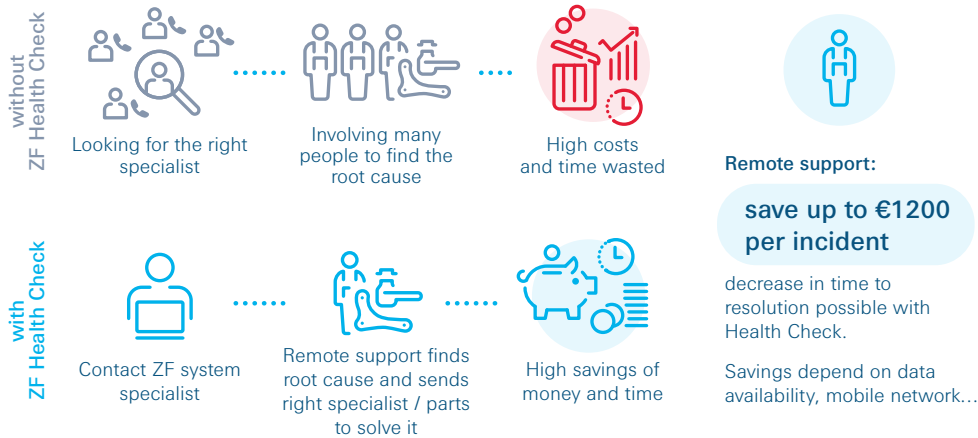 without
ZF Health Check
Looking for the right
specialist
Involving many
people to find the
root cause
High costs
and time wasted
with
ZF Health Check
Contact ZF system
specialist
Remote support finds
root cause and sends
right specialist / parts
to solve it
High savings of
money and time
Remote support:
save up to €1200
per incident
decrease in time to
resolution possible with
Health Check.
Savings depend on data
availability, mobile network…